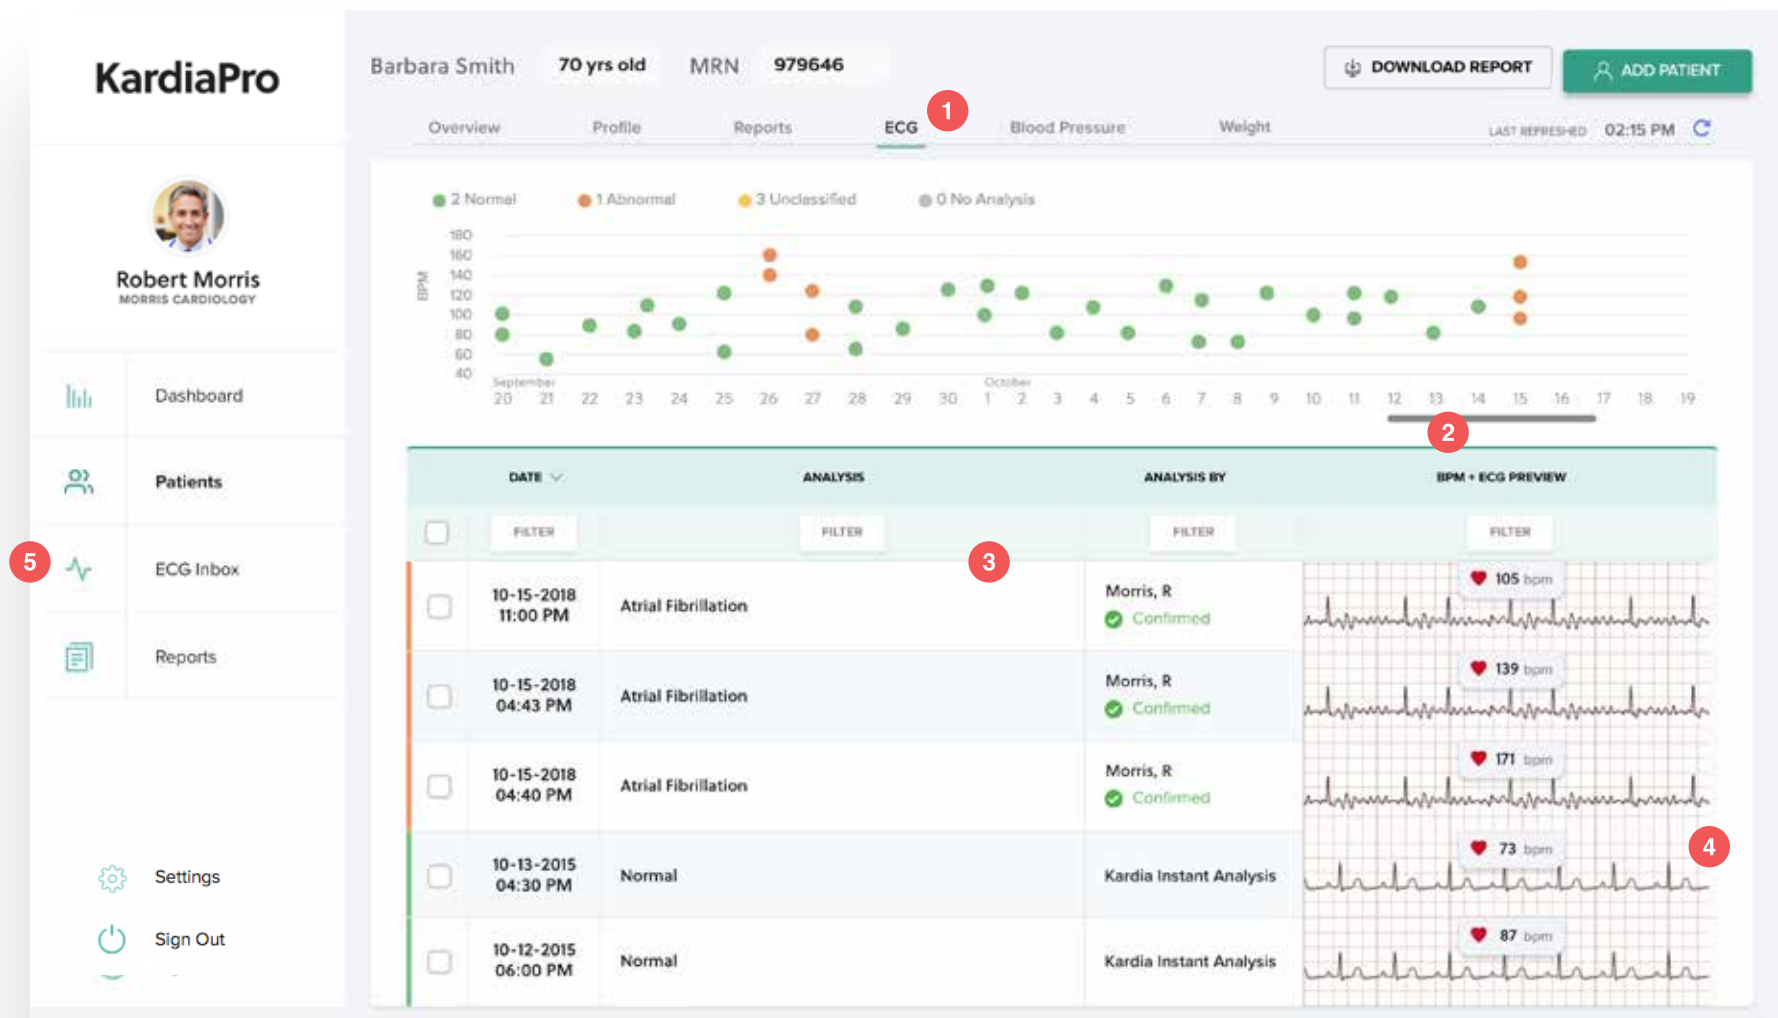 KardiaPro
Barbara Smith 70 yrs old MRN 979646
DOWNLOAD REPORT
ADD PATIENT
1
Overview Profile Reports ECG Blood Pressure Weight
LAST REFRESHED 02:15 PM
Robert Morris
MORRIS CARDIOLOGY
Dashboard
Patients
5
ECG Inbox
Reports
Settings
Sign Out
2 Normal 1 Abnormal 3 Unclassified 0 No Analysis
BPM
180
160
140
120
100
80
60
40
September October
20 21 22 23 24 25 26 27 28 29 30 1 2 3 4 5 6 7 8 9 10 11 12 13 14 15 16 17 18 19
2
DATE ANALYSIS ANALYSIS BY BPM + ECG PREVIEW
FILTER FILTER FILTER FILTER
3
10-15-2018
11:00 PM
Atrial Fibrillation
Morris, R
Confirmed
105 bpm
10-15-2018
04:43 PM
Atrial Fibrillation
Morris, R
Confirmed
139 bpm
10-15-2018
04:40 PM
Atrial Fibrillation
Morris, R
Confirmed
171 bpm
4
10-13-2015
04:30 PM
Normal
Kardia Instant Analysis
73 bpm
10-12-2015
06:00 PM
Normal
Kardia Instant Analysis
87 bpm